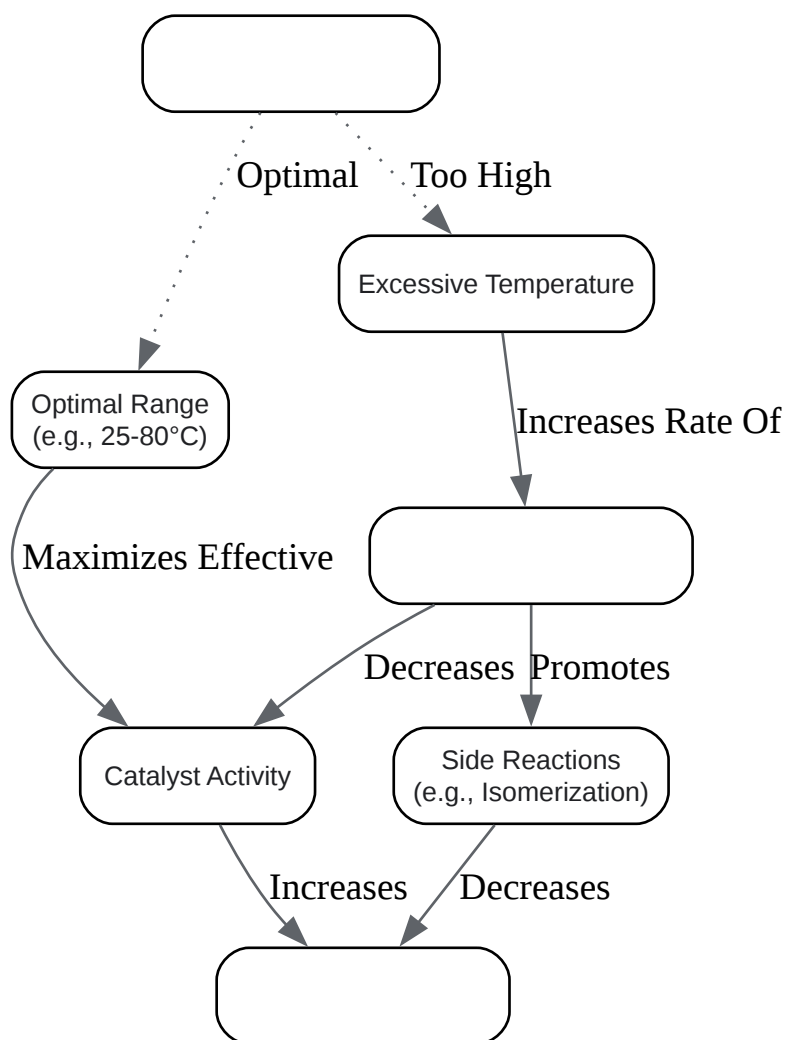 Optimal
Too High
Excessive Temperature
Optimal Range
(e.g., 25-80°C)
Increases Rate Of
Maximizes Effective
Decreases
Promotes
Catalyst Activity
Side Reactions
(e.g., Isomerization)
Increases
Decreases